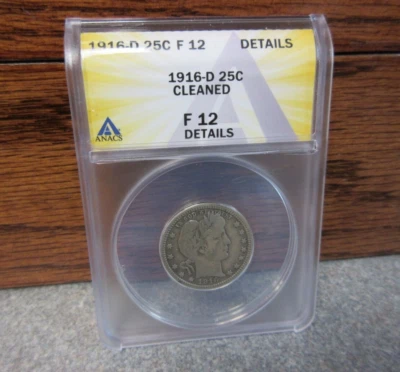 1916-D 25C F 12 DETAILS
1916-D 25C
CLEANED
F 12
DETAILS
ANACS